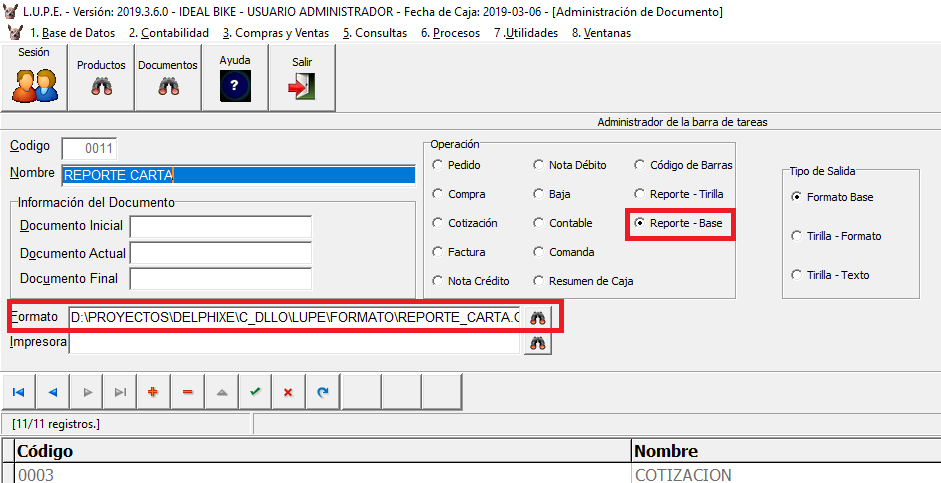 L.U.P.E. - Versión: 2019.3.6.0 - IDEAL BIKE - USUARIO ADMINISTRADOR - Fecha de Caja: 2019-03-06 - [Administración de Documento]
1. Base de Datos 2. Contabilidad 3. Compras y Ventas 5. Consultas 6. Procesos 7 .Utilidades 8. Ventanas
Sesión
Productos
Documentos
Ayuda
?
Salir
Administrador de la barra de tareas
Codigo 0011
Nombre REPORTE CARTA
Información del Documento
Documento Inicial
Documento Actual
Documento Final
Operación
Pedido Nota Débito Código de Barras
Compra Baja Reporte - Tirilla
Cotización Contable Reporte - Base
Factura Comanda
Nota Crédito Resumen de Caja
Tipo de Salida
Formato Base
Tirilla - Formato
Tirilla - Texto
Formato D:\PROYECTOS\DELPHIXE\C_DLLO\LUPE\FORMATO\REPORTE_CARTA.
Impresora
[11/11 registros.]
Código Nombre
0003 COTIZACION